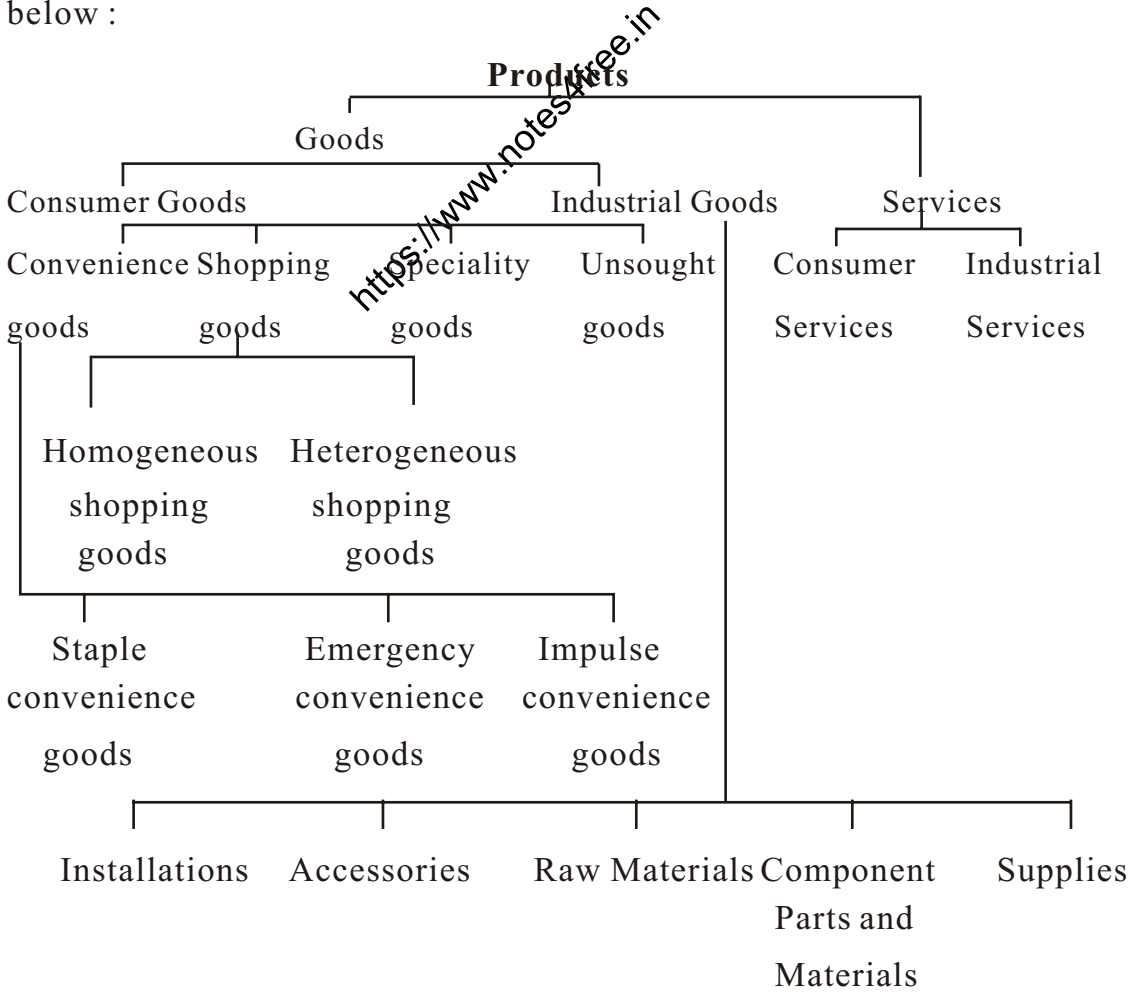 below :
Products
https://www.notes4free.in
Goods
Consumer Goods Industrial Goods Services
Convenience Shopping Speciality Unsought Consumer Industrial
goods goods goods goods Services Services
Homogeneous Heterogeneous
shopping shopping
goods goods
Staple Emergency Impulse
convenience convenience convenience
goods goods goods
Installations Accessories Raw Materials Component Supplies
Parts and
Materials